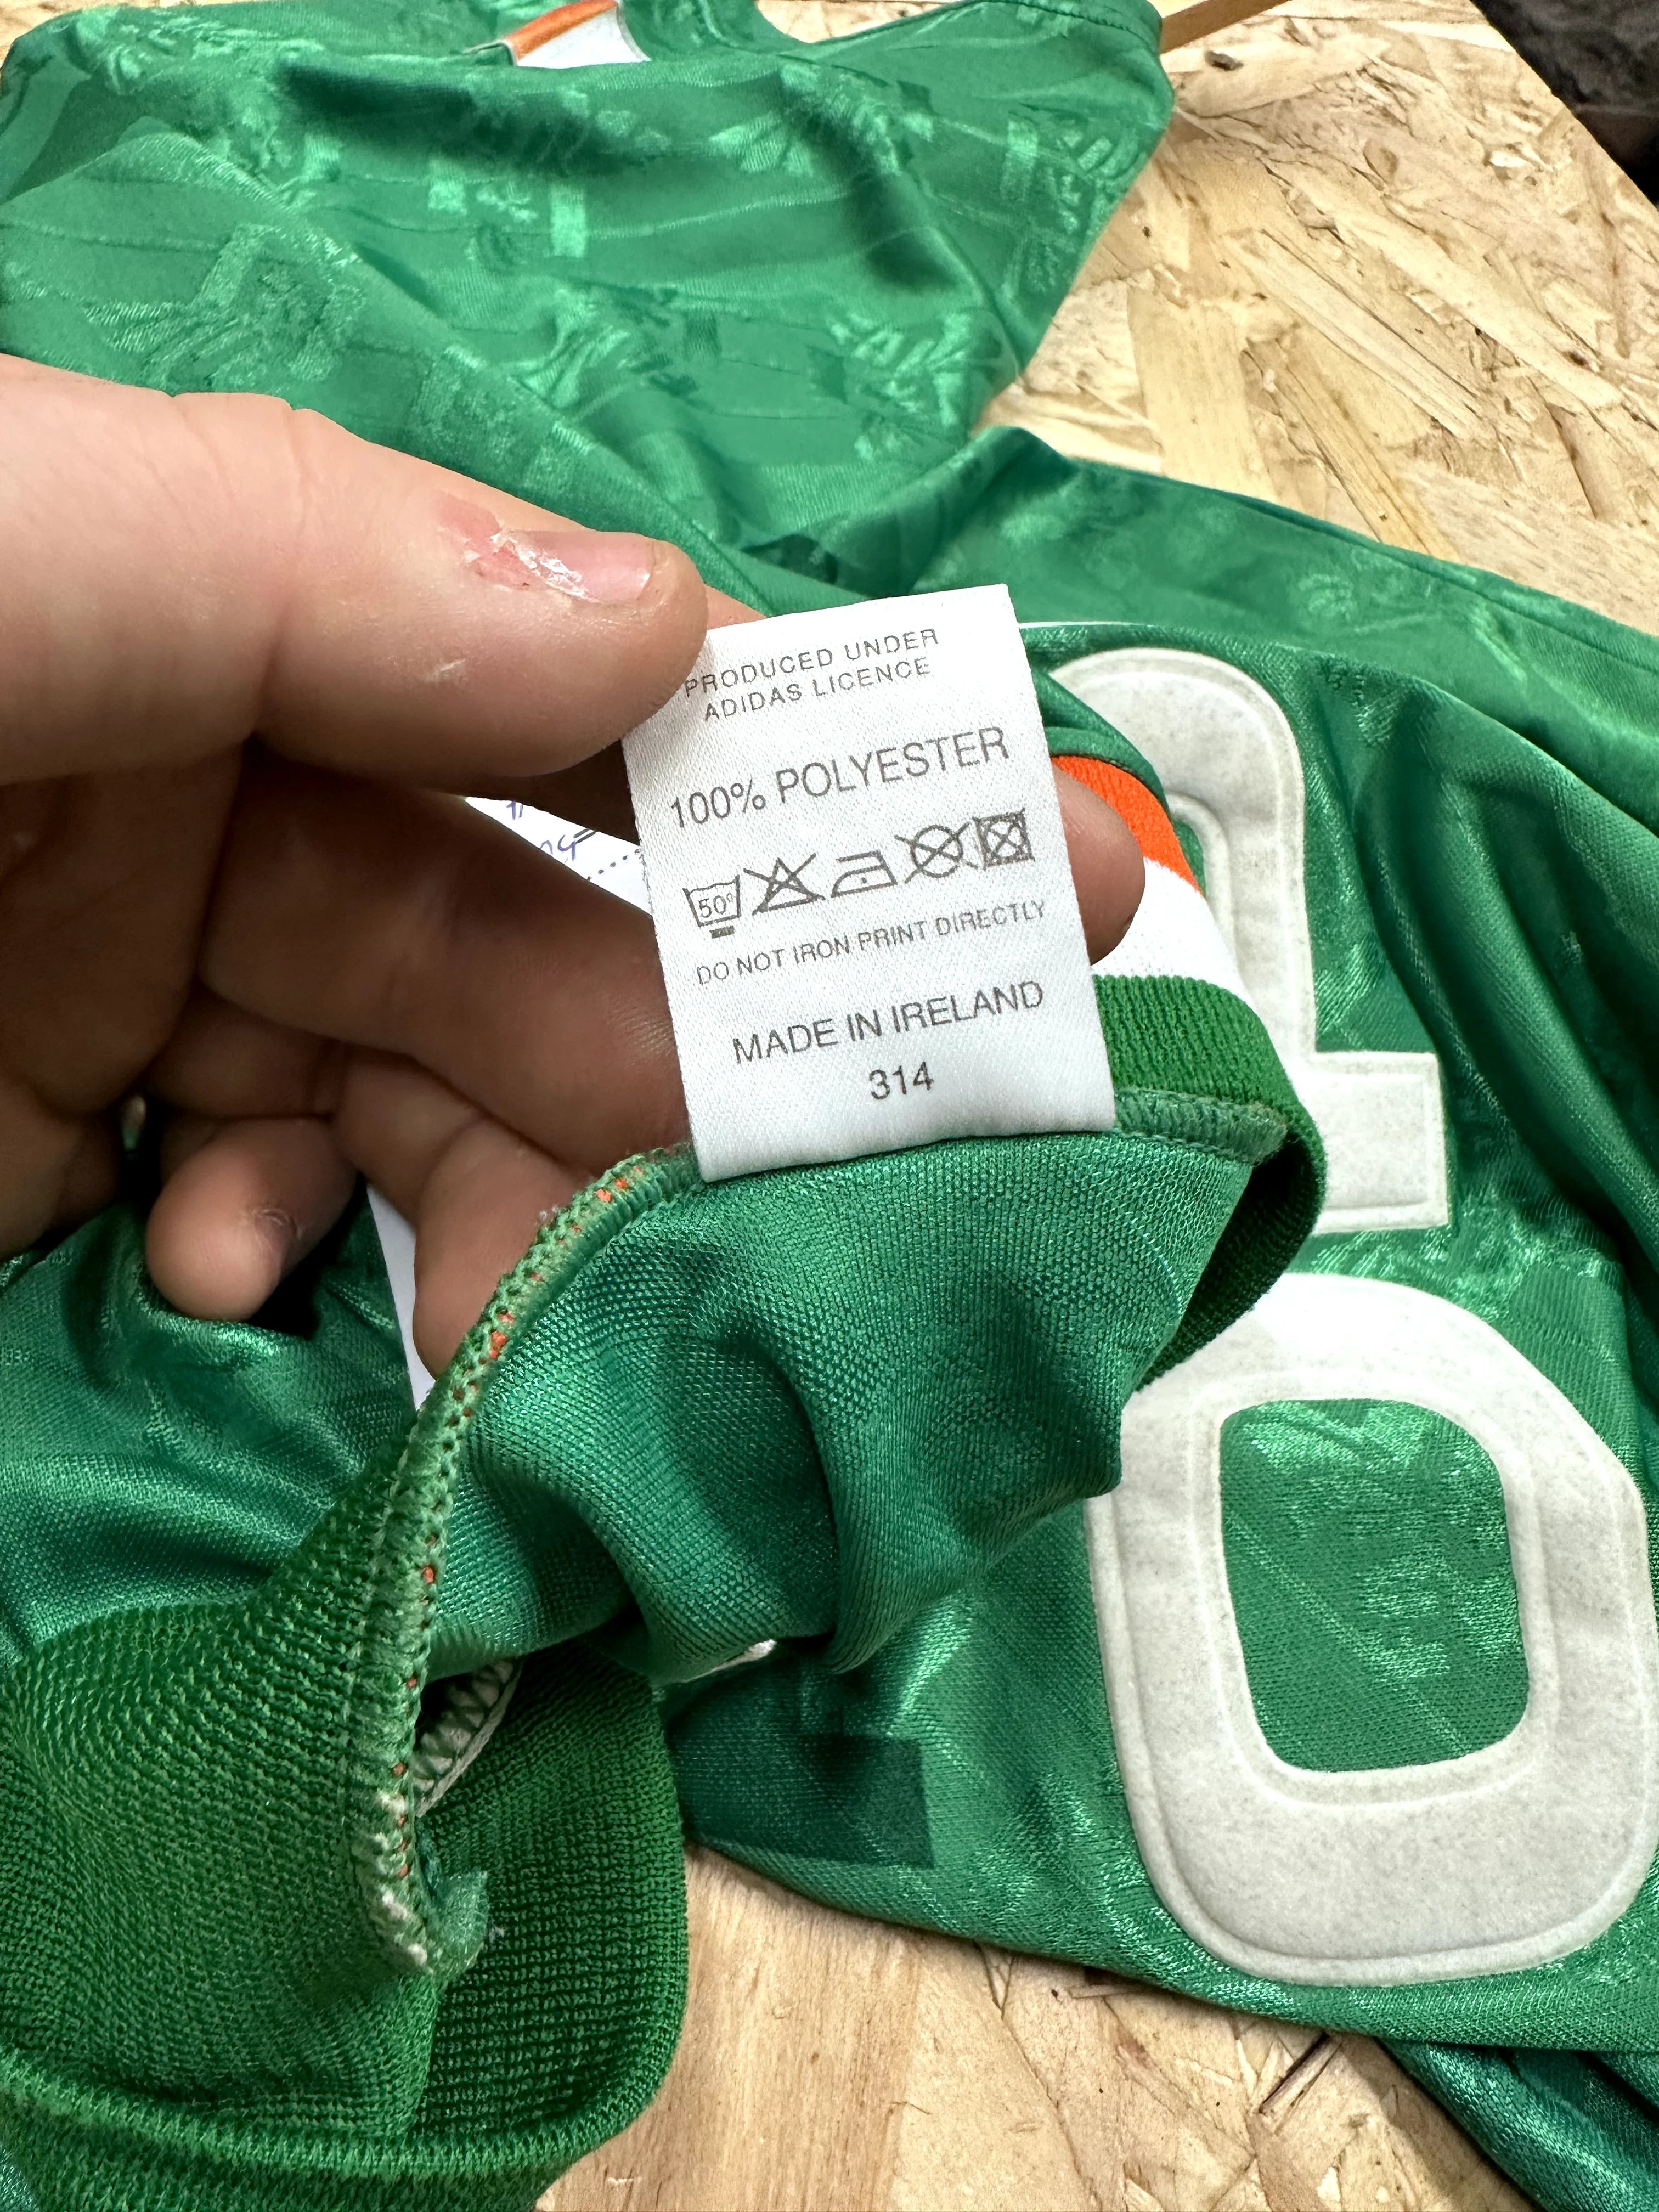 PRODUCED UNDER
ADIDAS LICENCE
100% POLYESTER
50°
DO NOT IRON PRINT DIRECTLY
MADE IN IRELAND
314